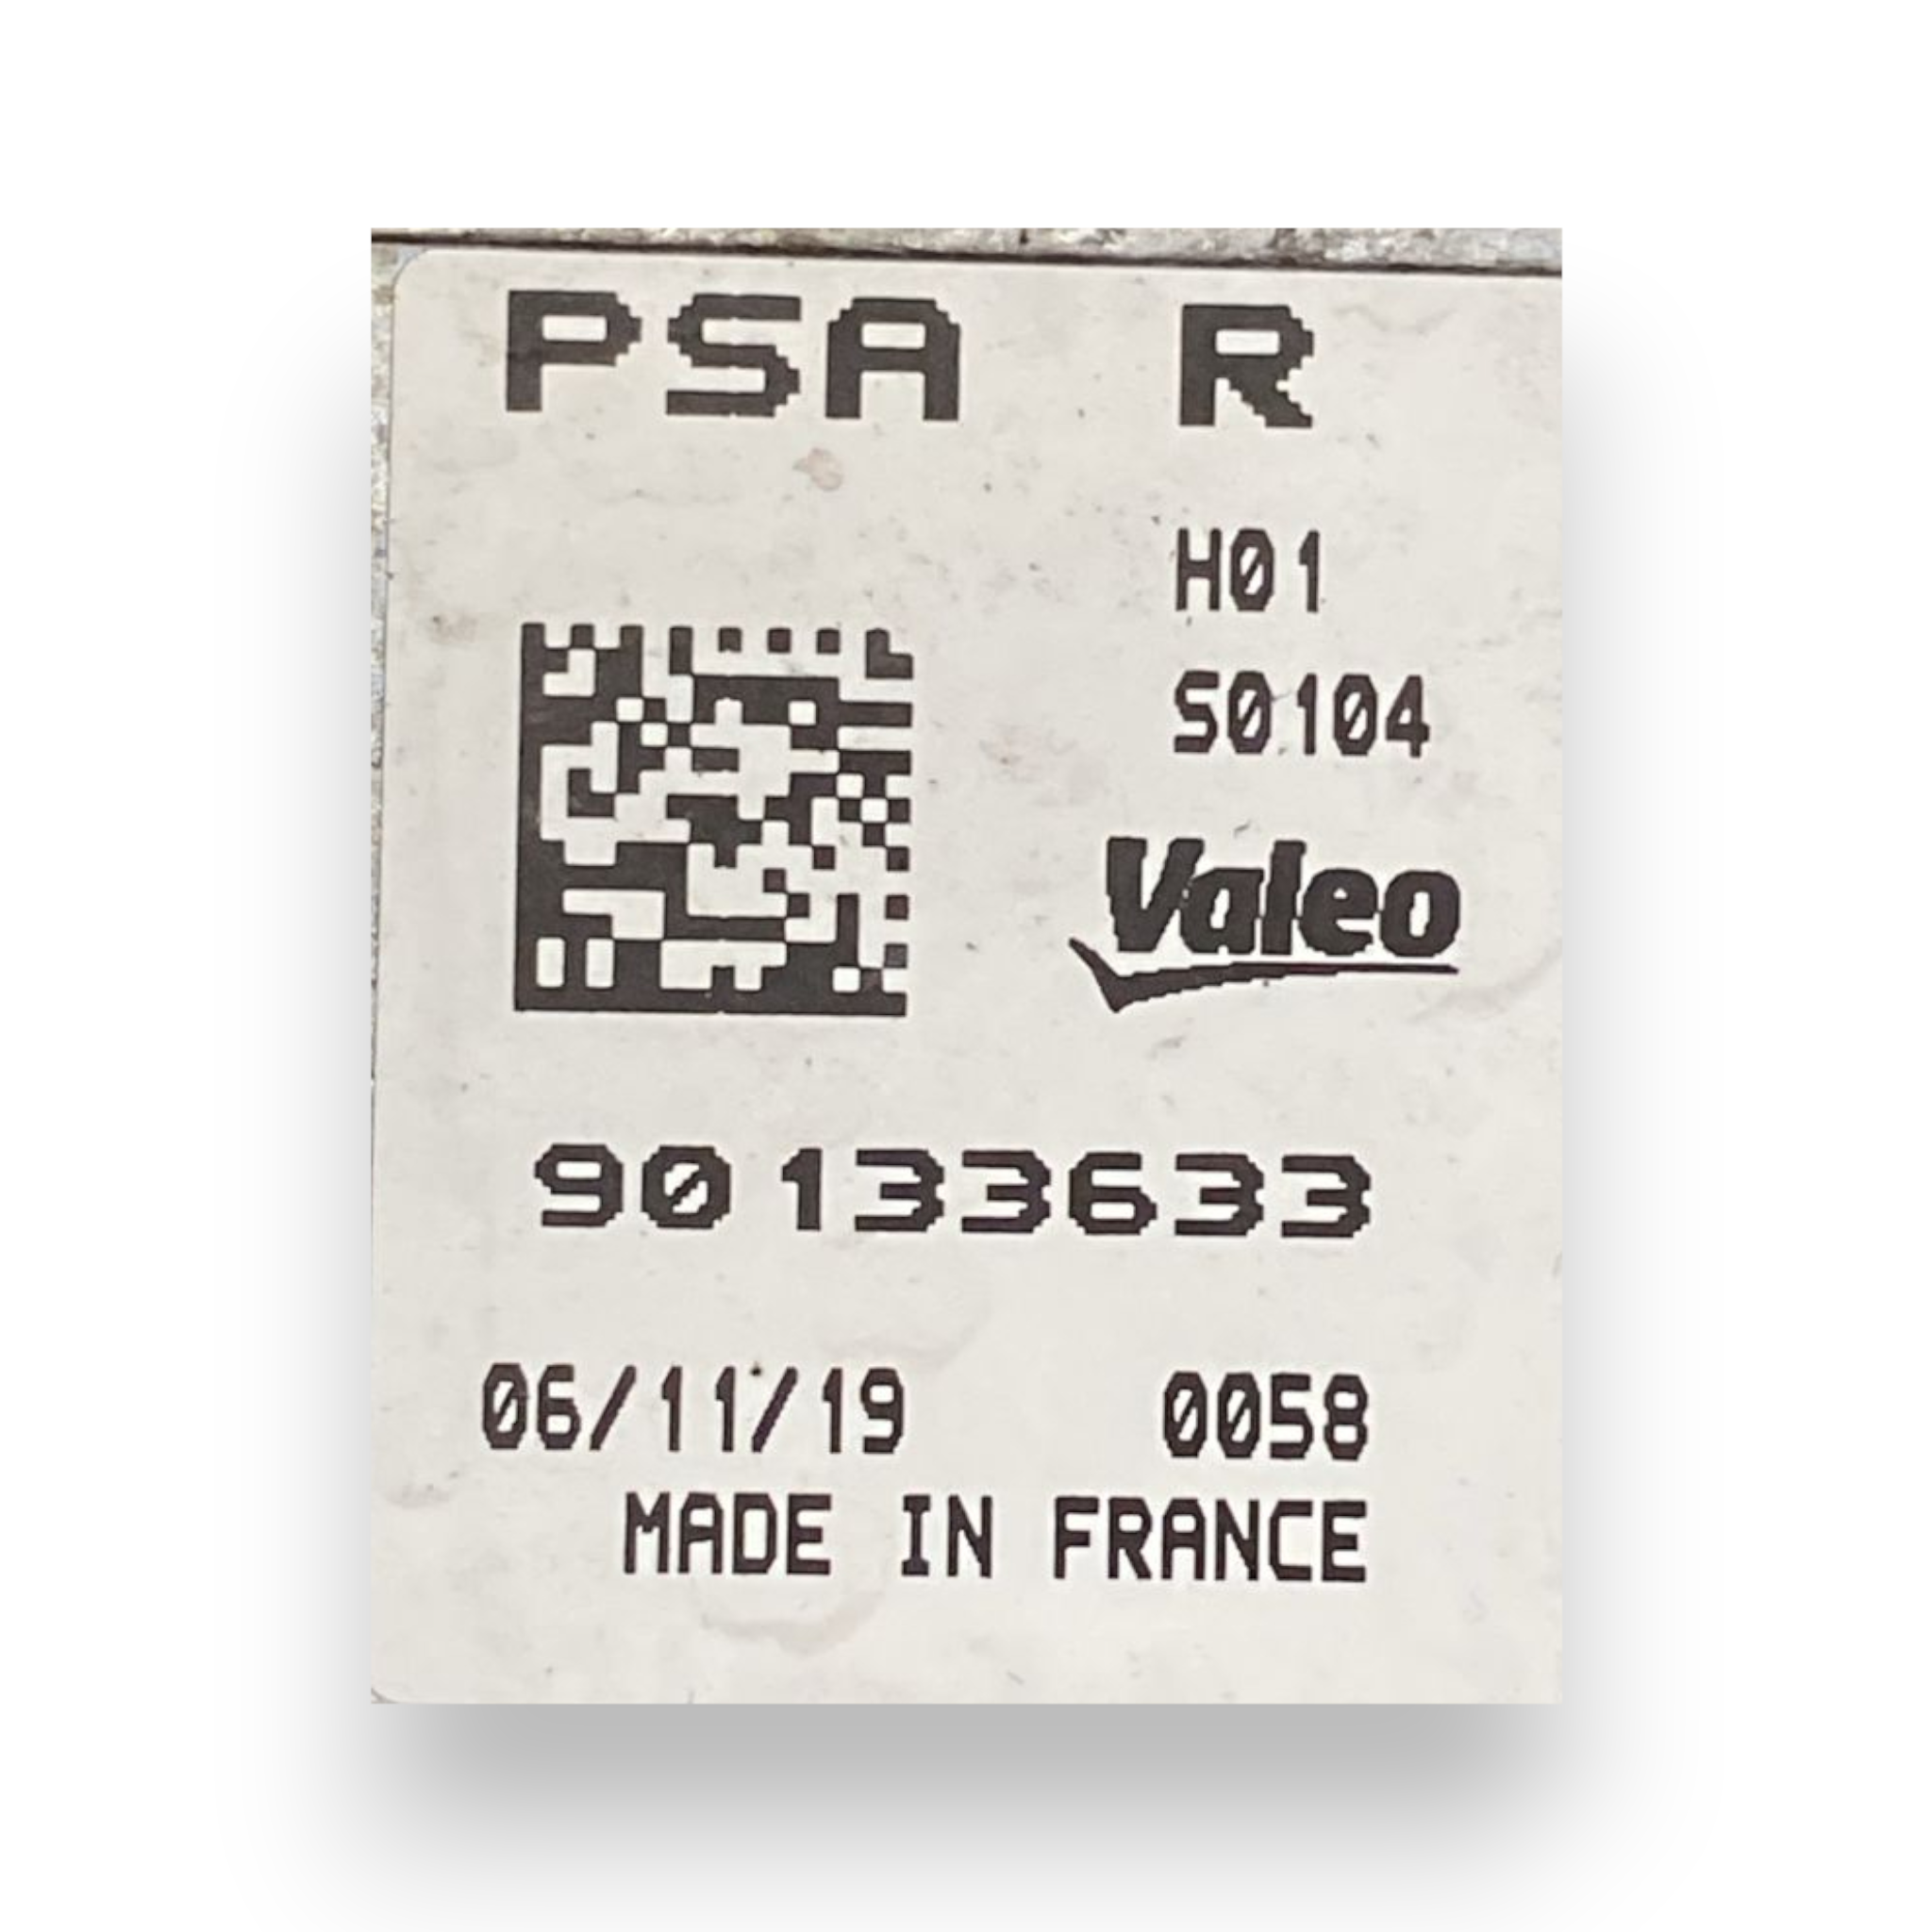 PSA R
H01
S0104
Valeo
90133633
06/11/19 0058
MADE IN FRANCE